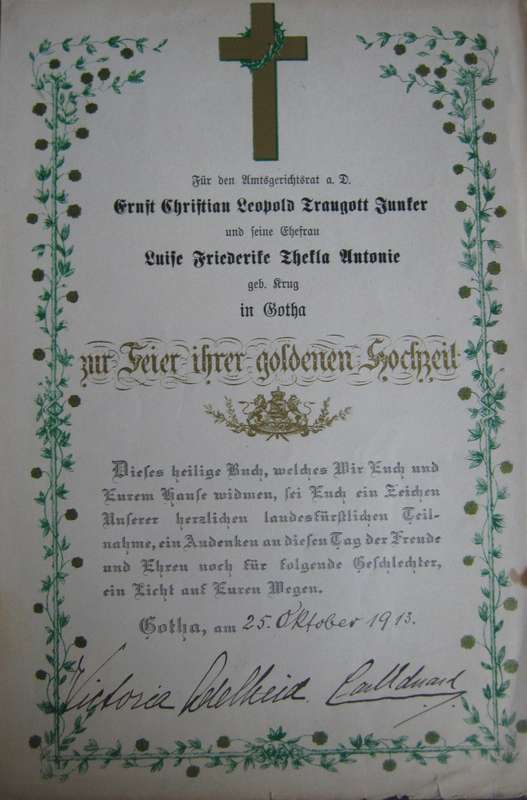 Für den Amtsgerichtsrat a. D.
Ernst Christian Leopold Traugott Junker
und seine Ehefrau
Luise Friederike Thekla Antonie
geb. Krug
in Gotha
zur Feier ihrer goldenen Hochzeit
Dieses heilige Buch, welches Wir Euch und
Eurem Hause widmen, sei Euch ein Zeichen
Unserer herzlichen landesfürstlichen Teil-
nahme, ein Andenken an diesen Tag der Freude
und Ehren noch für folgende Geschlechter,
ein Licht auf Euren Wegen.
Gotha, am 25. Oktober 1913.
Victoria Adelheid. Carl Eduard